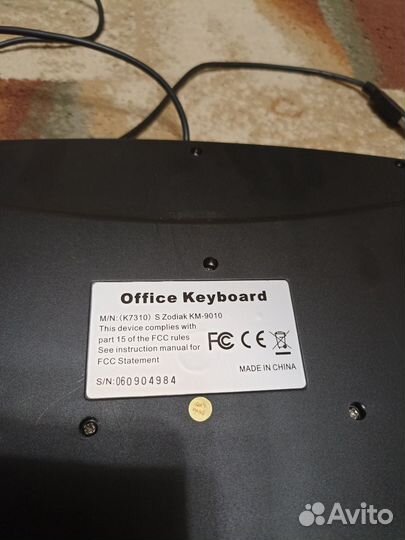 Office Keyboard
M/N:(K7310) S Zodiak KM-9010
This device complies with
part 15 of the FCC rules
See instruction manual for
FCC Statement
FC CE
MADE IN CHINA
S/N:060904984
Avito